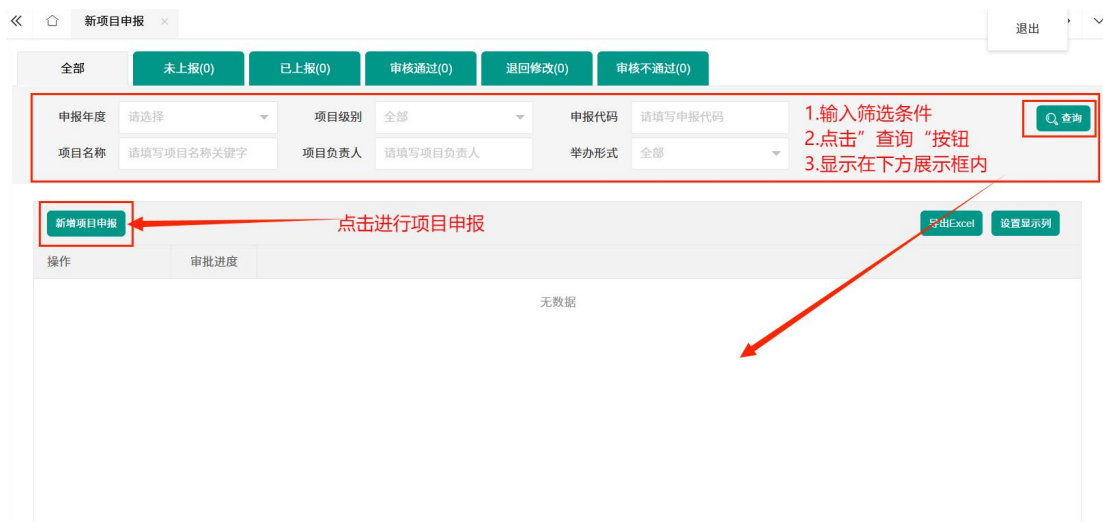 新项目申报
退出
全部 未上报(0) 已上报(0) 审核通过(0) 退回修改(0) 审核不通过(0)
申报年度 请选择 项目级别 全部 申报代码 请填写申报代码 1.输入筛选条件 查询
2.点击”查询“按钮
项目名称 请填写项目名称关键字 项目负责人 请填写项目负责人 举办形式 全部
3.显示在下方展示框内
新增项目申报 点击进行项目申报 导出Excel 设置显示列
操作 审批进度
无数据